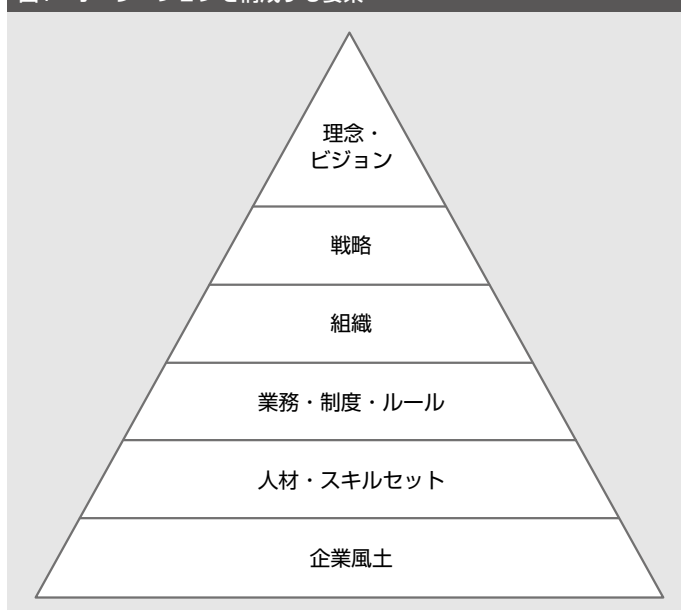 理念・
ビジョン
戦略
組織
業務・制度・ルール
人材・スキルセット
企業風土